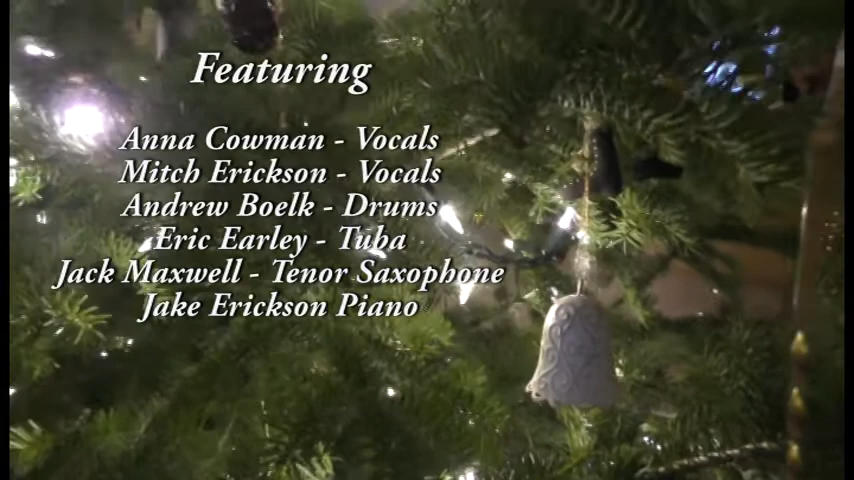 Featuring
Anna Cowman - Vocals
Mitch Erickson - Vocals
Andrew Boelk - Drums
Eric Earley - Tuba
Jack Maxwell - Tenor Saxophone
Jake Erickson Piano